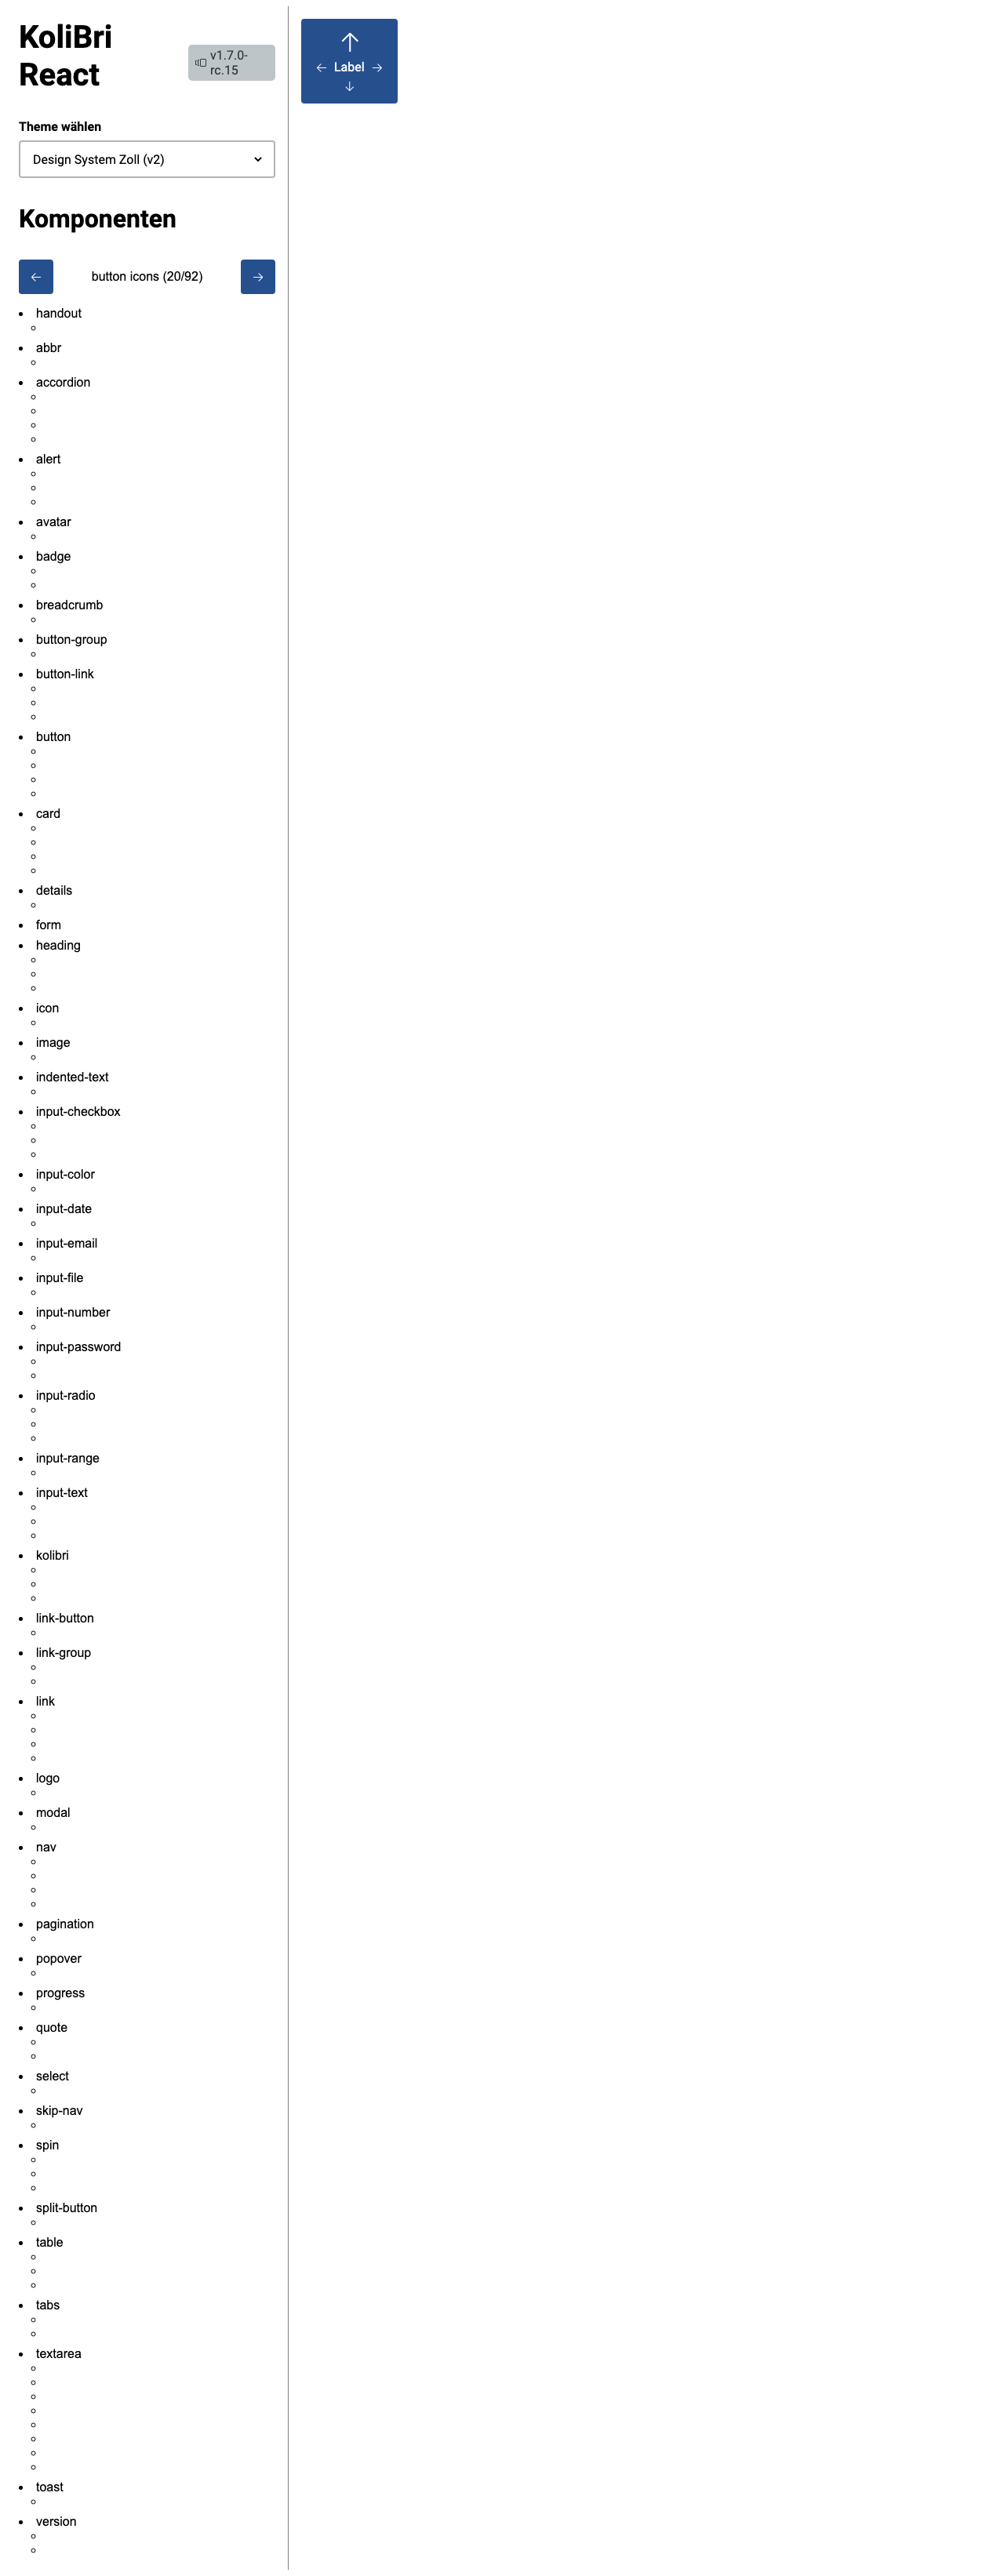 KoliBri
React
v1.7.0-
rc.15
Theme wählen
Design System Zoll (v2)
Komponenten
button icons (20/92)
handout
abbr
accordion
alert
avatar
badge
breadcrumb
button-group
button-link
button
card
details
form
heading
icon
image
indented-text
input-checkbox
input-color
input-date
input-email
input-file
input-number
input-password
input-radio
input-range
input-text
kolibri
link-button
link-group
link
logo
modal
nav
pagination
popover
progress
quote
select
skip-nav
spin
split-button
table
tabs
textarea
toast
version
Label